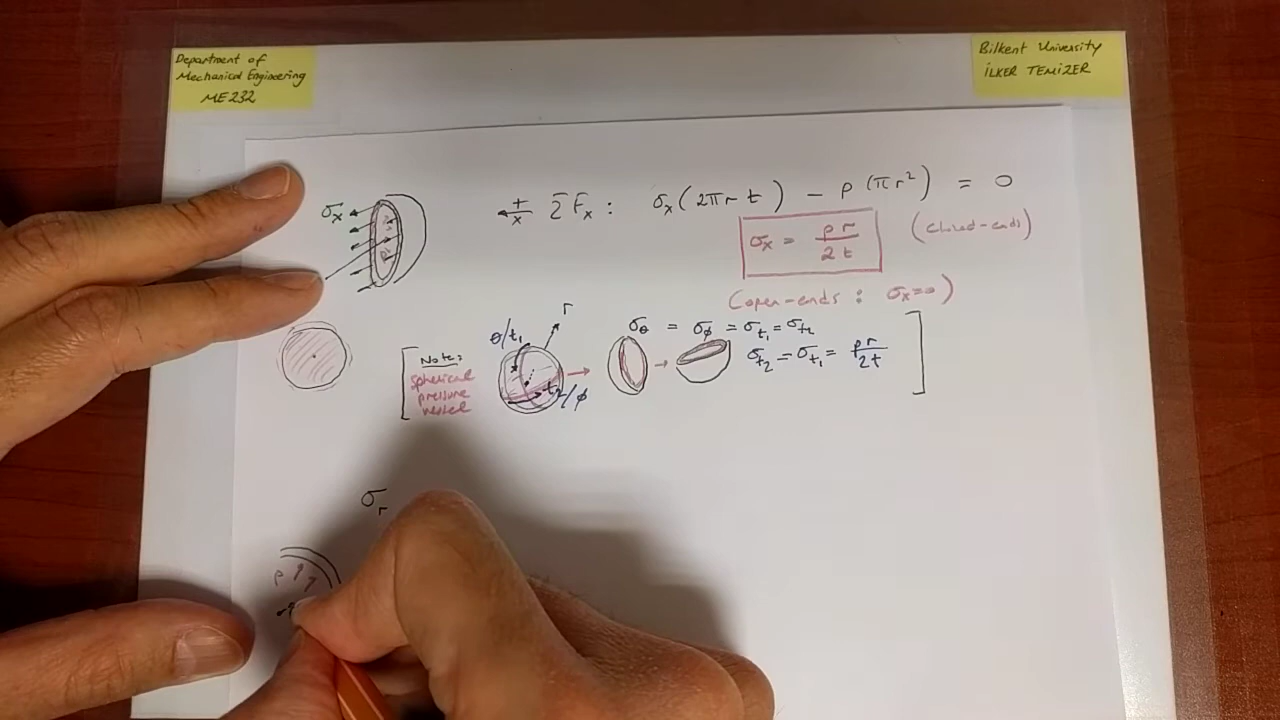 Department of
Mechanical Engineering
ME232
Bilkent University
İLKER TEMİZER
σx
+ x ΣFx : σx(2πr t) - p(πr²) = 0
σx = pr / 2t (closed-ends)
(open-ends : σx=0)
r
θ/t₁
t₂/φ
Note:
spherical
pressure
vessel
σθ = σφ = σt₁ = σt₂
σt₂ = σt₁ = pr / 2t
σr
p